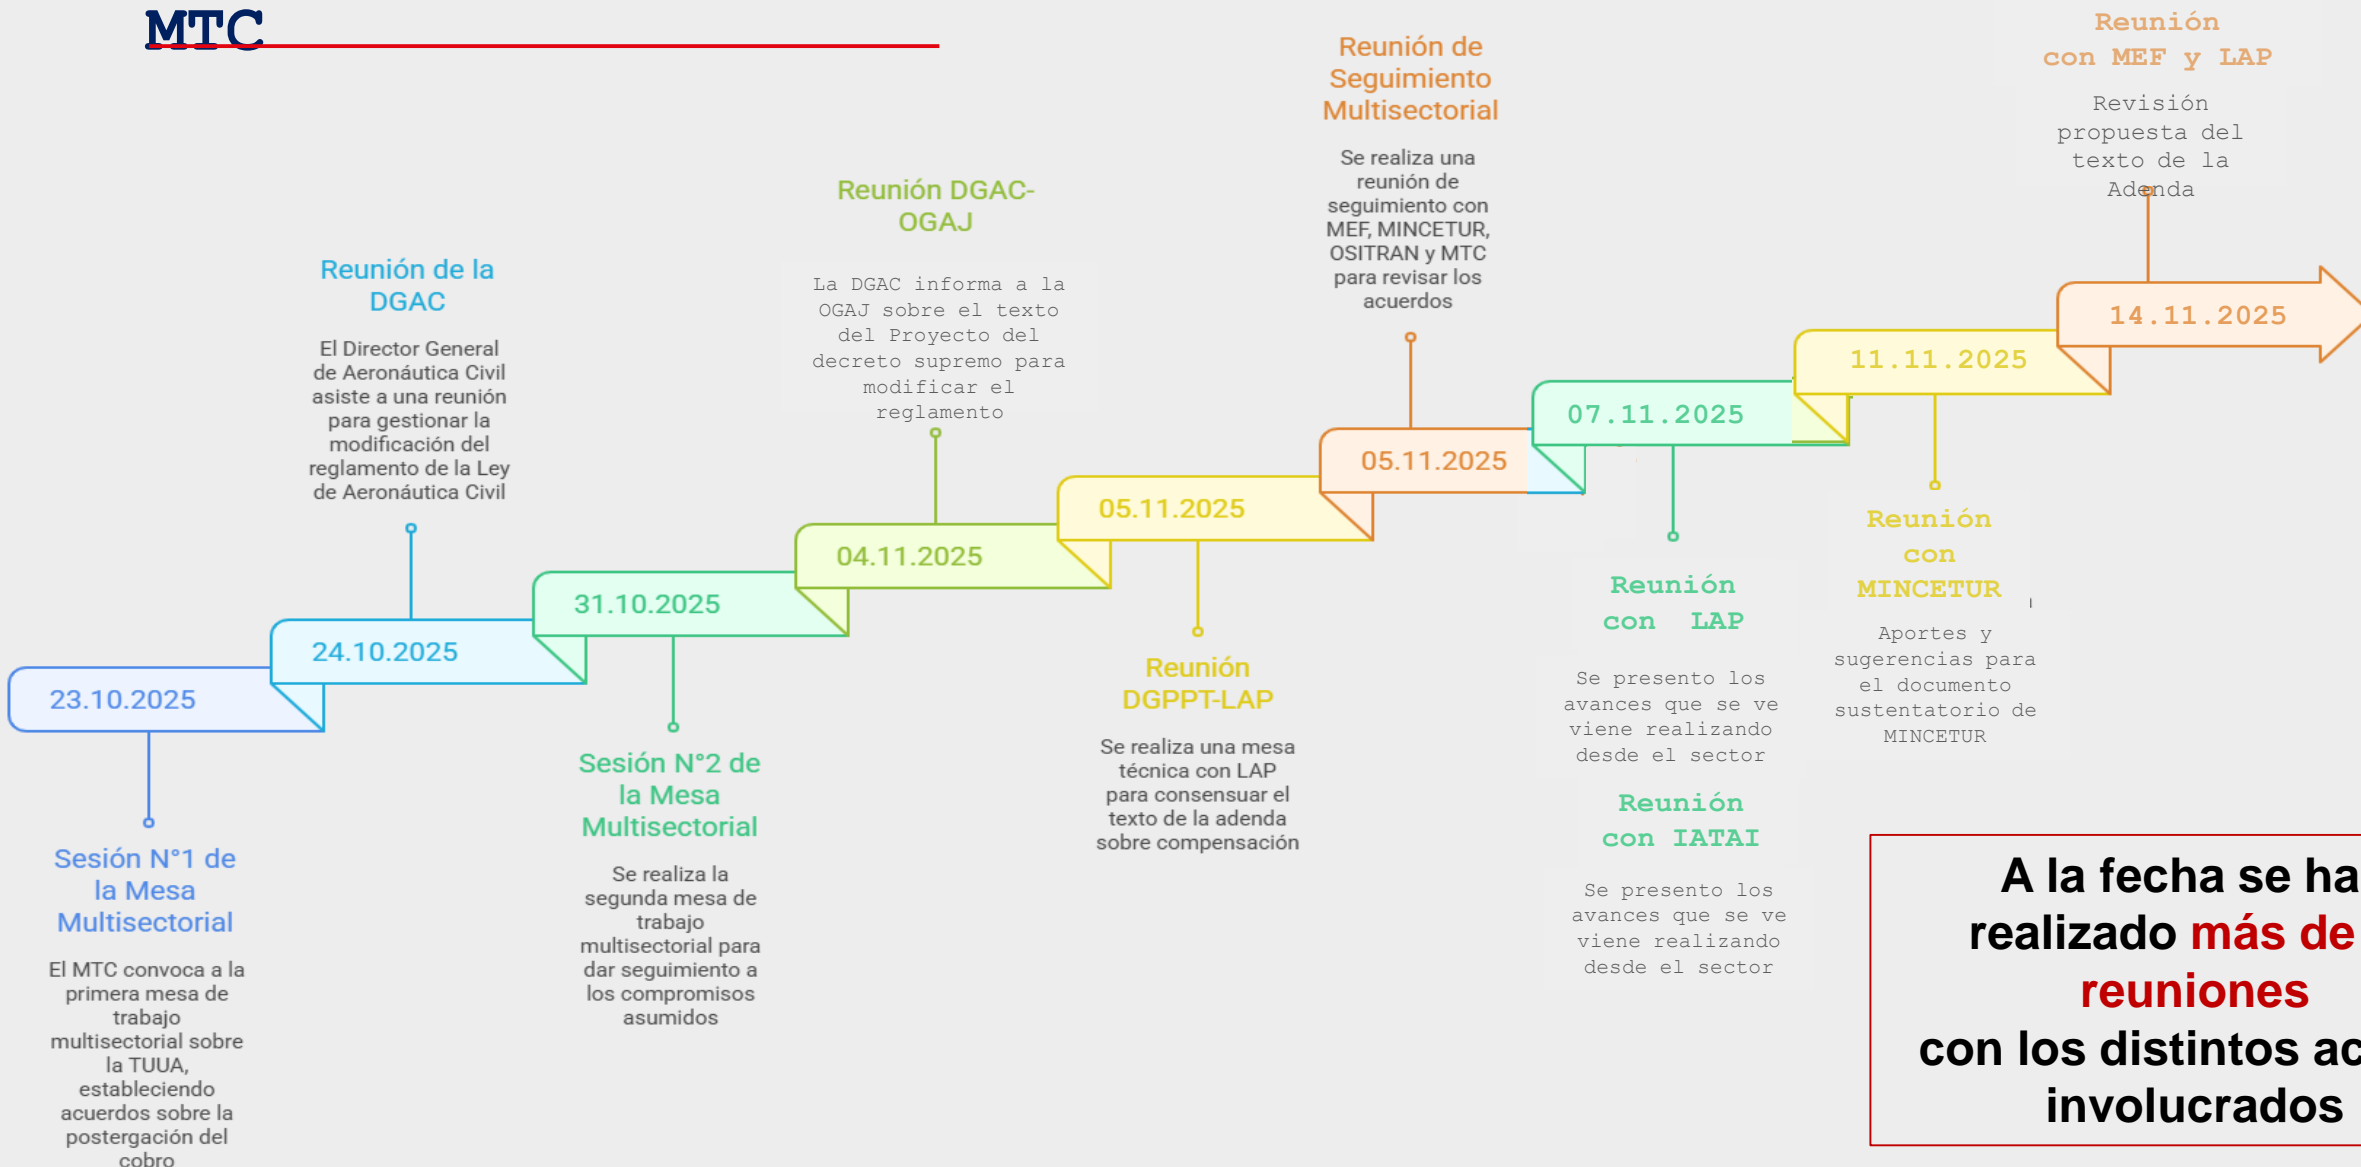 MTC
23.10.2025
Sesión N°1 de
la Mesa
Multisectorial
El MTC convoca a la
primera mesa de
trabajo
multisectorial sobre
la TUUA,
estableciendo
acuerdos sobre la
postergación del
cobro
Reunión de la
DGAC
El Director General
de Aeronáutica Civil
asiste a una reunión
para gestionar la
modificación del
reglamento de la Ley
de Aeronáutica Civil
24.10.2025
31.10.2025
Sesión N°2 de
la Mesa
Multisectorial
Se realiza la
segunda mesa de
trabajo
multisectorial para
dar seguimiento a
los compromisos
asumidos
Reunión DGAC-
OGAJ
La DGAC informa a la
OGAJ sobre el texto
del Proyecto del
decreto supremo para
modificar el
reglamento
04.11.2025
05.11.2025
Reunión
DGPPT-LAP
Se realiza una mesa
técnica con LAP
para consensuar el
texto de la adenda
sobre compensación
Reunión de
Seguimiento
Multisectorial
Se realiza una
reunión de
seguimiento con
MEF, MINCETUR,
OSITRAN y MTC
para revisar los
acuerdos
05.11.2025
07.11.2025
Reunión
con LAP
Se presento los
avances que se ve
viene realizando
desde el sector
Reunión
con IATAI
Se presento los
avances que se ve
viene realizando
desde el sector
11.11.2025
Reunión
con
MINCETUR
Aportes y
sugerencias para
el documento
sustentatorio de
MINCETUR
Reunión
con MEF y LAP
Revisión
propuesta del
texto de la
Adenda
14.11.2025
A la fecha se ha
realizado más de
reuniones
con los distintos ac
involucrados